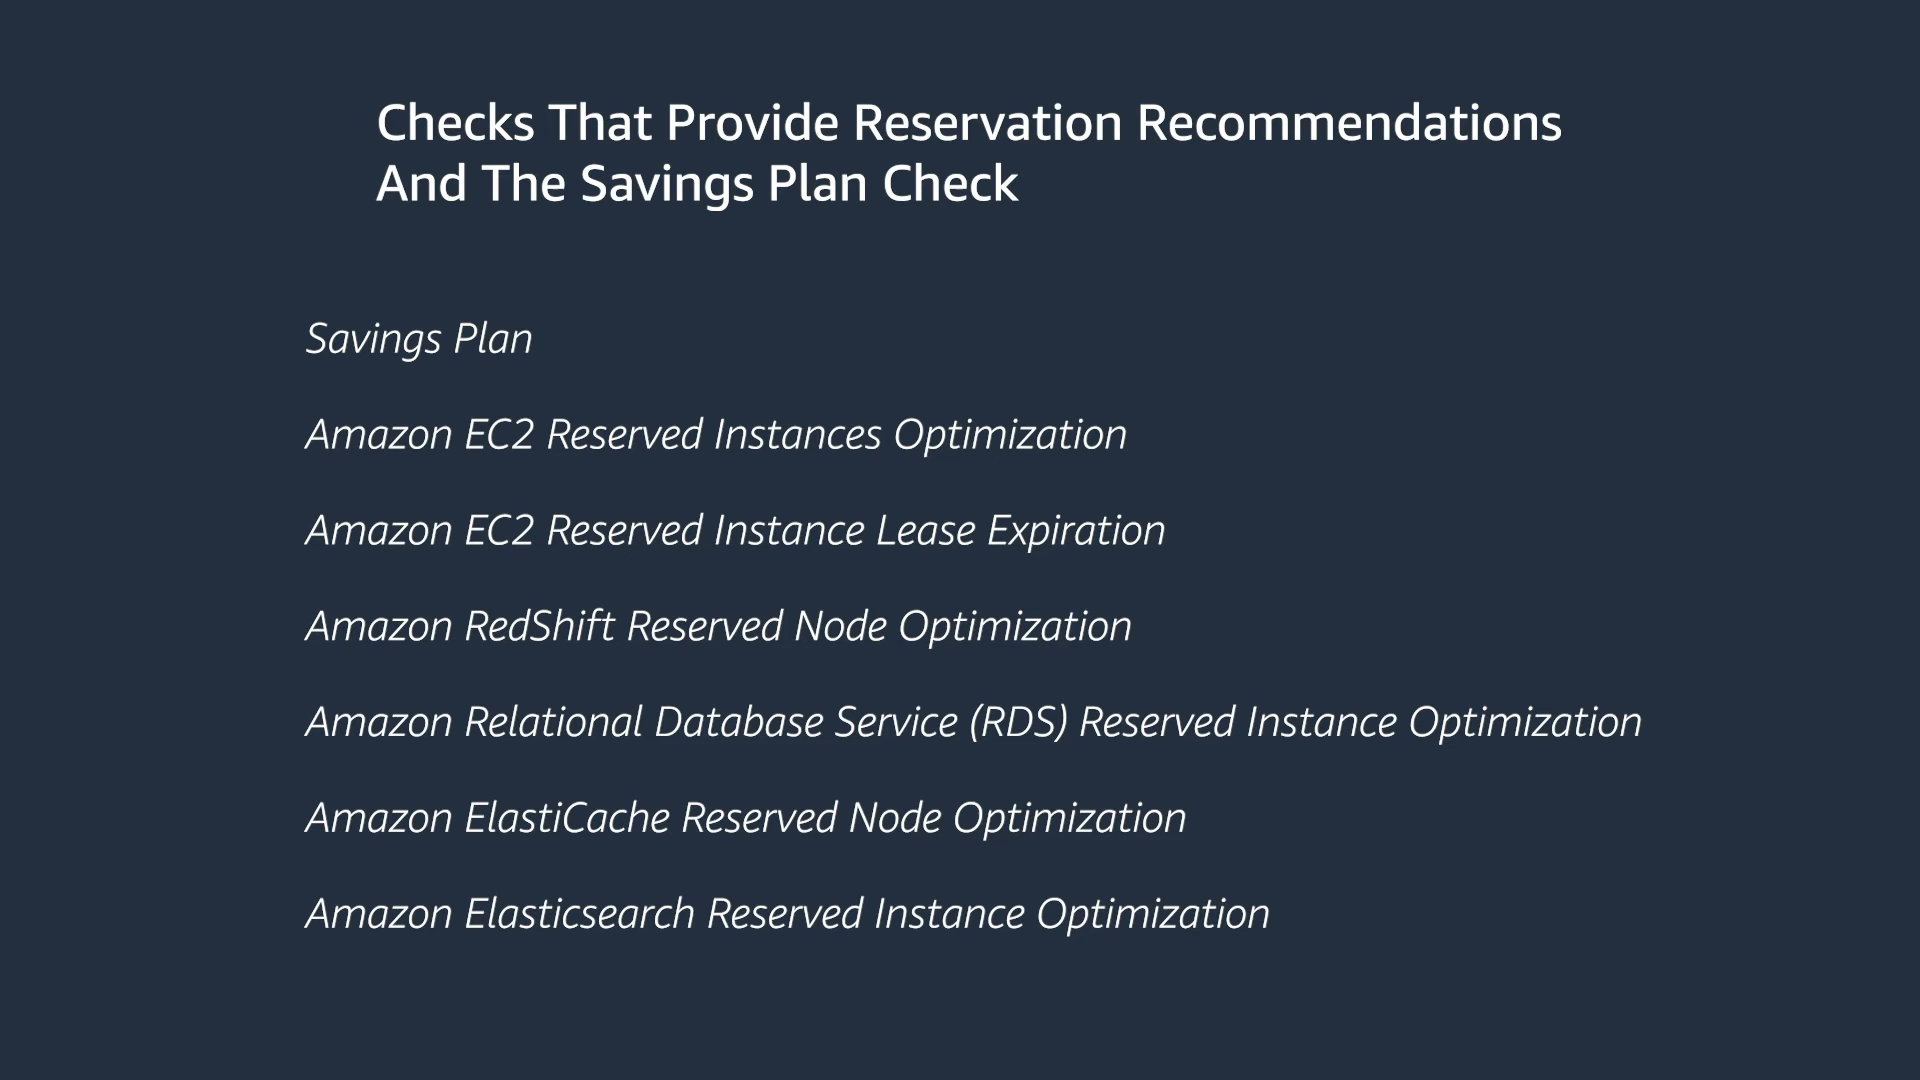 Checks That Provide Reservation Recommendations
And The Savings Plan Check
Savings Plan
Amazon EC2 Reserved Instances Optimization
Amazon EC2 Reserved Instance Lease Expiration
Amazon RedShift Reserved Node Optimization
Amazon Relational Database Service (RDS) Reserved Instance Optimization
Amazon ElastiCache Reserved Node Optimization
Amazon Elasticsearch Reserved Instance Optimization